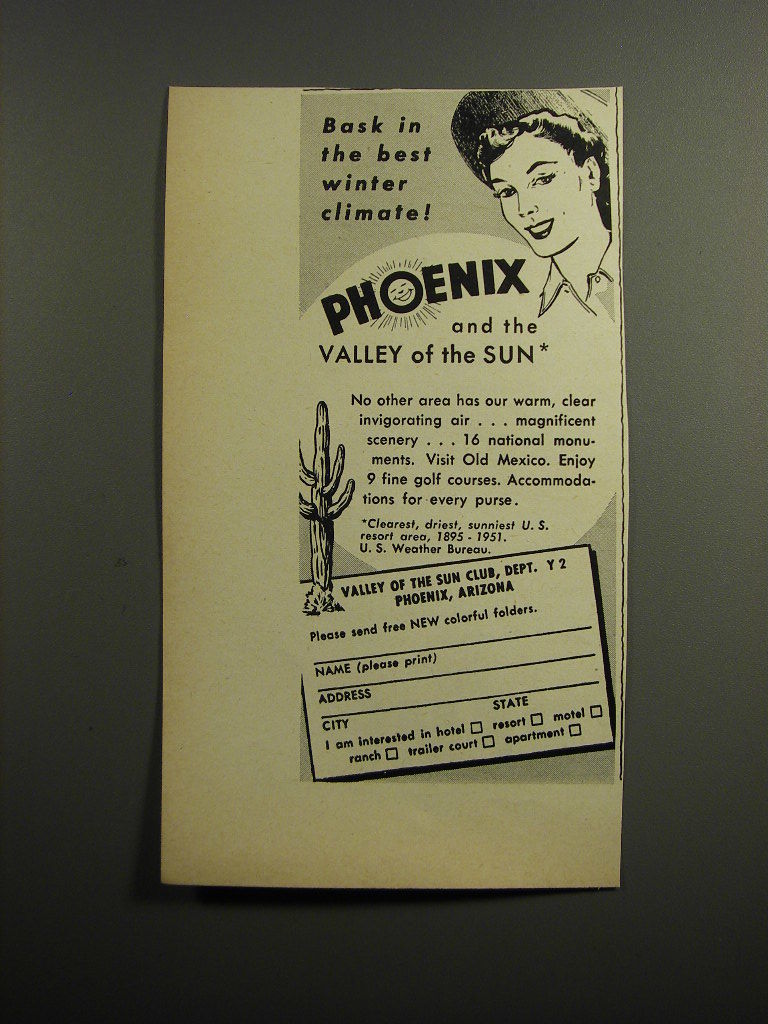 Bask in
the best
winter
climate!
PHOENIX
and the
VALLEY of the SUN*
No other area has our warm, clear
invigorating air . . . magnificent
scenery . . . 16 national monu-
ments. Visit Old Mexico. Enjoy
9 fine golf courses. Accommoda-
tions for every purse.
*Clearest, driest, sunniest U. S.
resort area, 1895 - 1951.
U. S. Weather Bureau.
VALLEY OF THE SUN CLUB, DEPT. Y 2
PHOENIX, ARIZONA
Please send free NEW colorful folders.
NAME (please print)
ADDRESS
CITY STATE
I am interested in hotel □ resort □ motel □
ranch □ trailer court □ apartment □